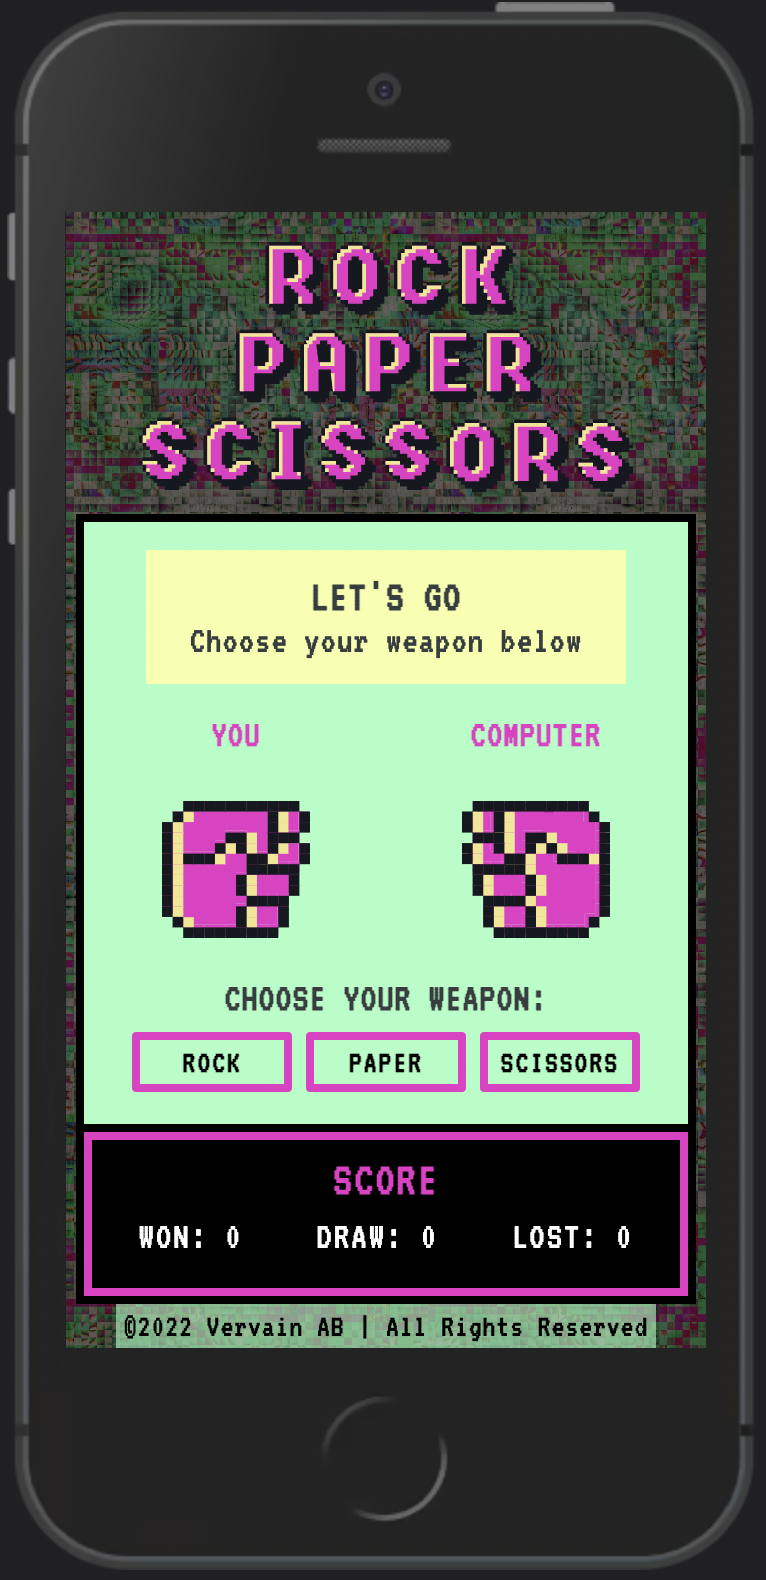 ROCK
PAPER
SCISSORS
LET'S GO
Choose your weapon below
YOU COMPUTER
CHOOSE YOUR WEAPON:
ROCK PAPER SCISSORS
SCORE
WON: 0 DRAW: 0 LOST: 0
©2022 Vervain AB | All Rights Reserved